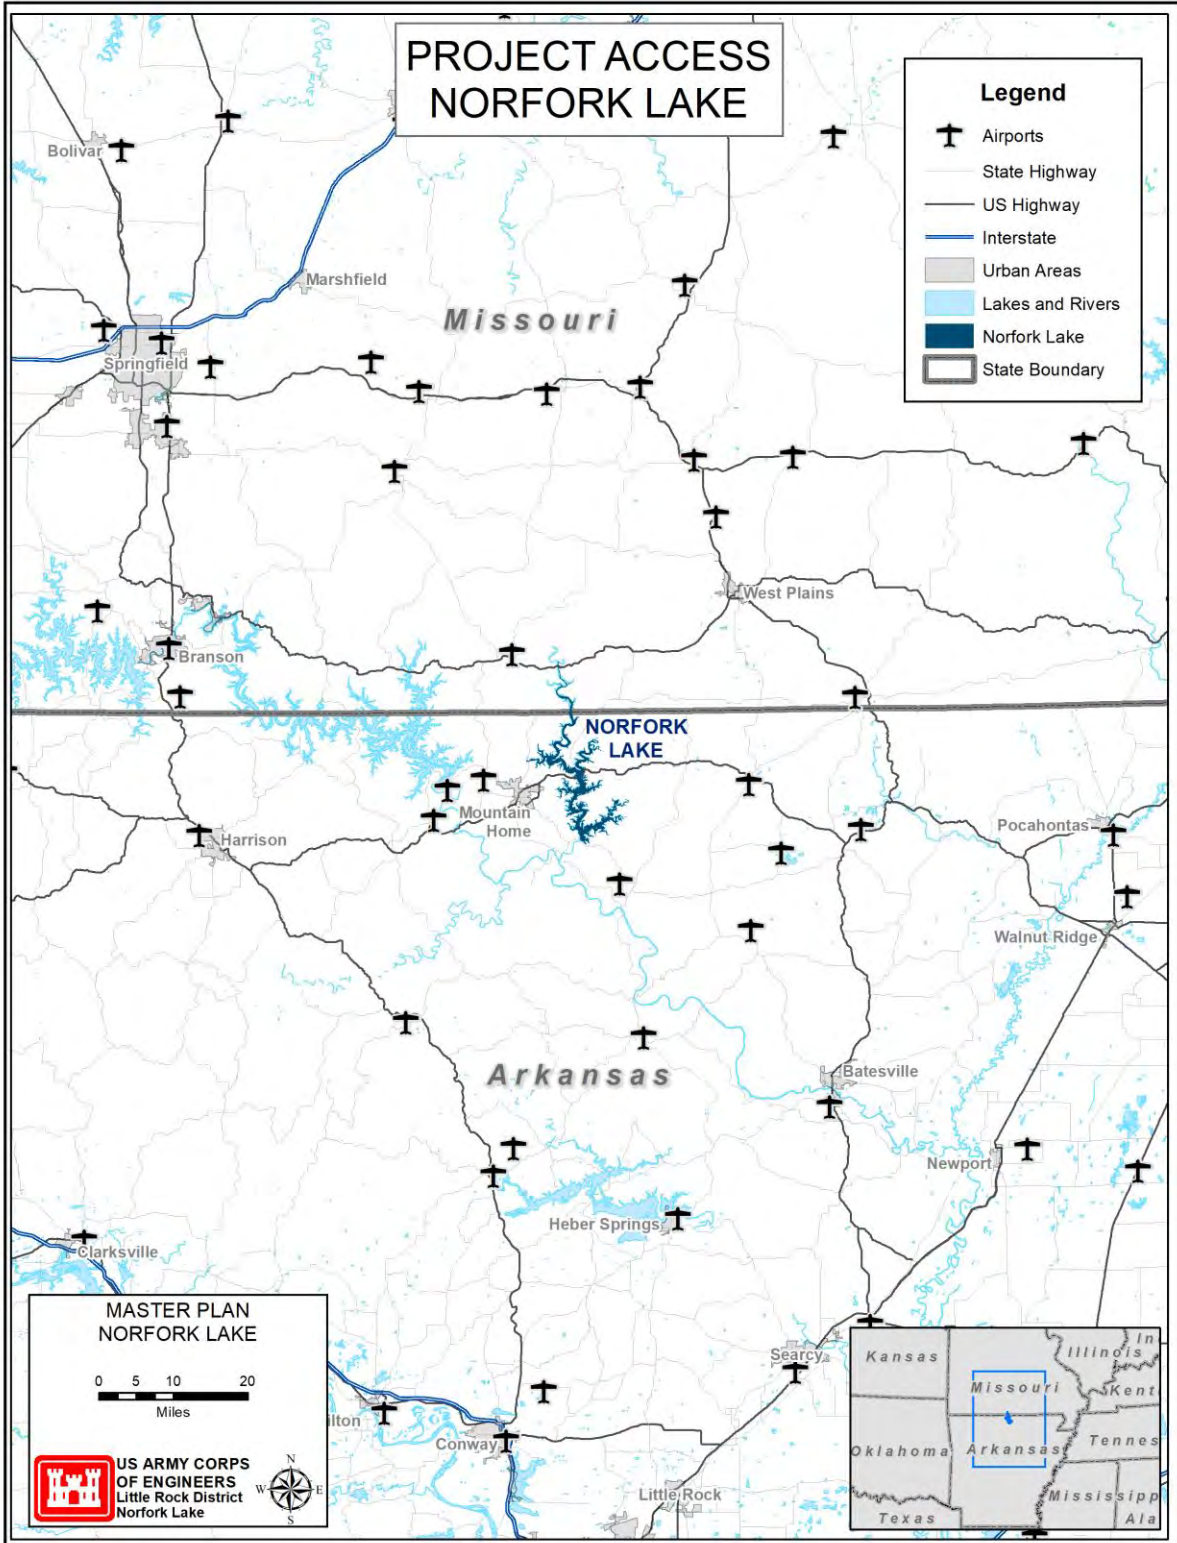 PROJECT ACCESS
NORFORK LAKE
Legend
Airports
State Highway
US Highway
Interstate
Urban Areas
Lakes and Rivers
Norfork Lake
State Boundary
Bolivar
Marshfield
Missouri
Springfield
West Plains
Branson
NORFORK
LAKE
Mountain
Home
Harrison
Pocahontas
Walnut Ridge
Arkansas
Batesville
Newport
Heber Springs
Clarksville
Searcy
ilton
Conway
Little Rock
MASTER PLAN
NORFORK LAKE
0 5 10 20
Miles
US ARMY CORPS
OF ENGINEERS
Little Rock District
Norfork Lake
N
W E
S
In
Kansas
Illinois
Missouri
Kent
Oklahoma
Arkansas
Tennes
Mississipp
Texas
Ala